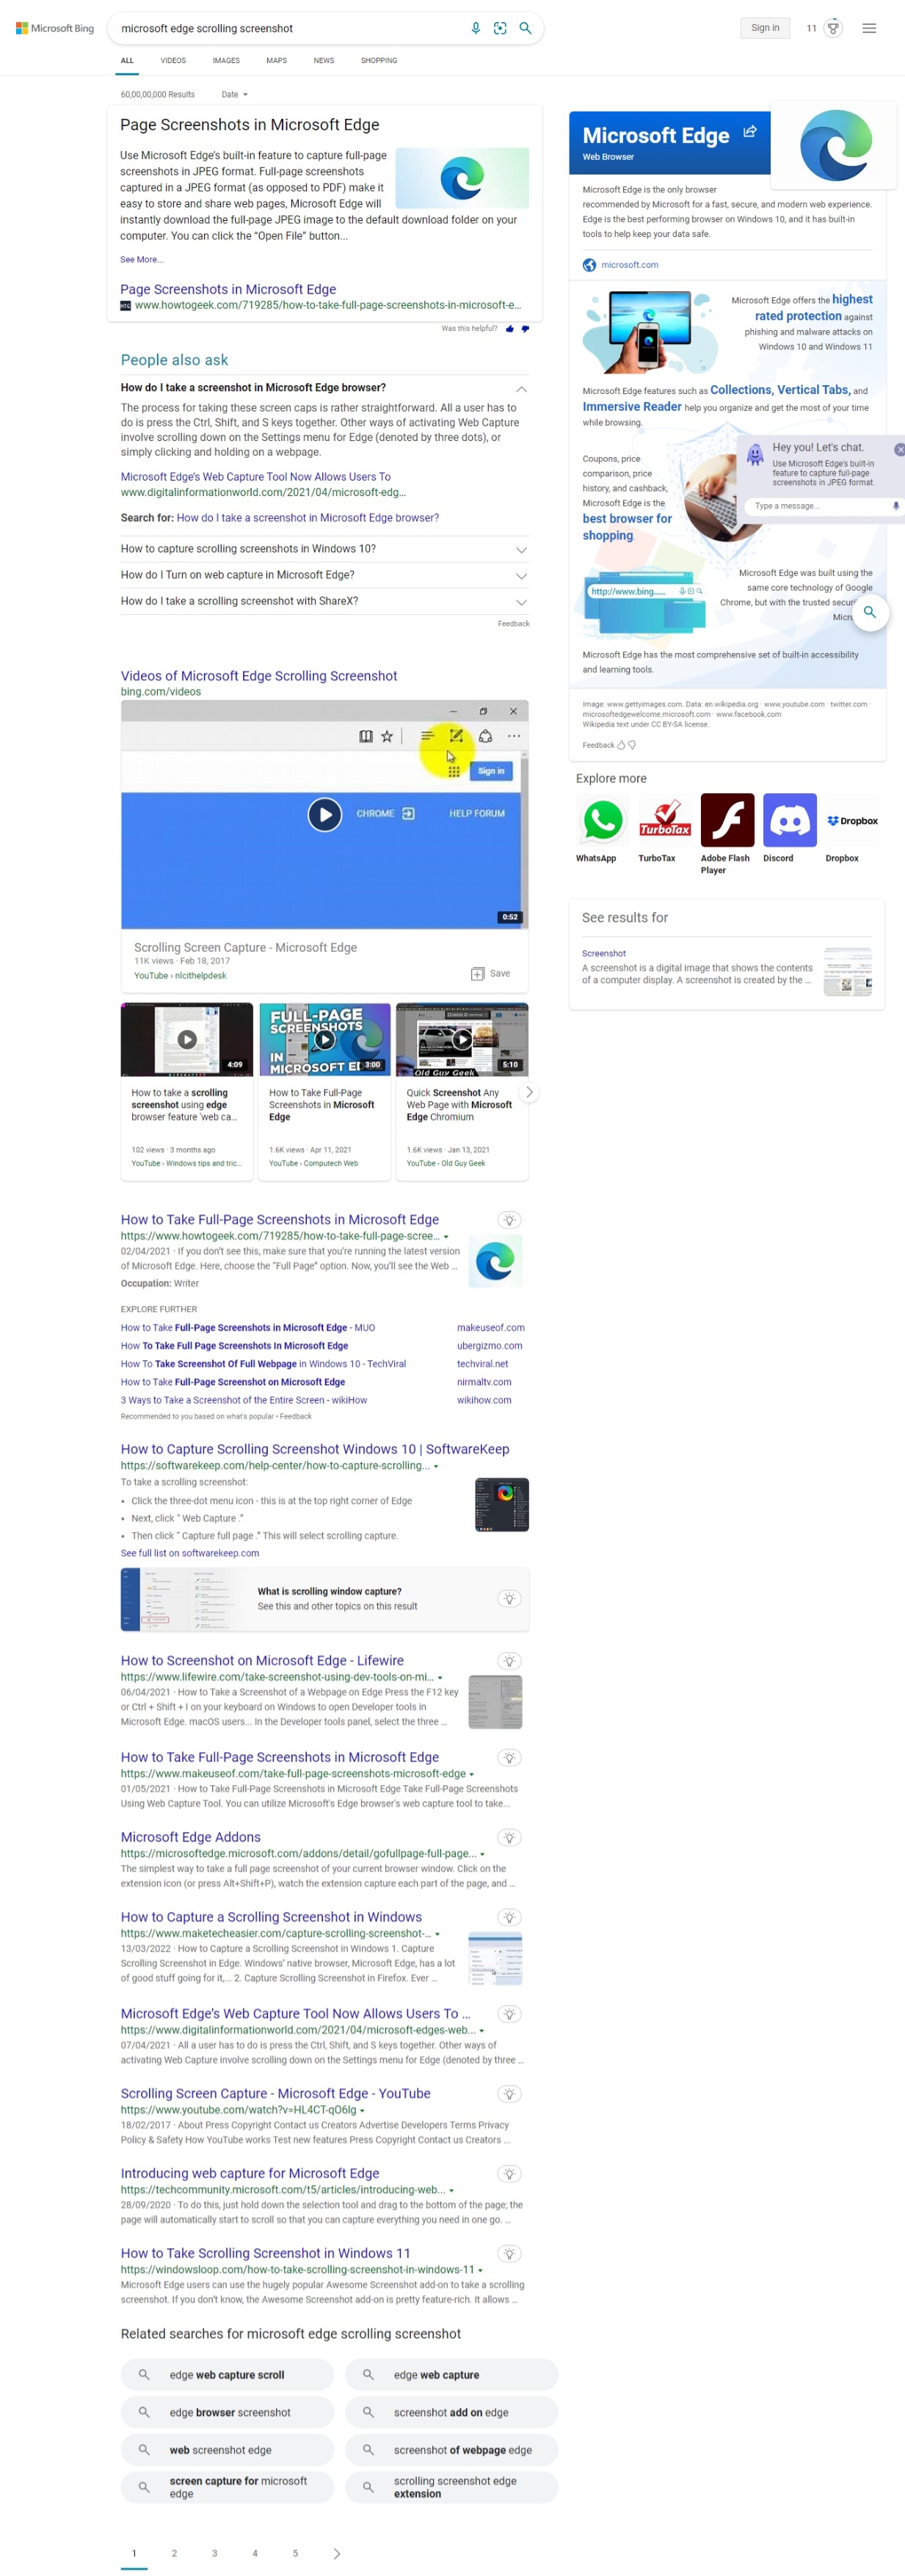 Microsoft Bing
microsoft edge scrolling screenshot
Sign in
11
ALL
VIDEOS
IMAGES
MAPS
NEWS
SHOPPING
60,00,00,000 Results
Date
Page Screenshots in Microsoft Edge
Use Microsoft Edge's built-in feature to capture full-page
screenshots in JPEG format. Full-page screenshots
captured in a JPEG format (as opposed to PDF) make it
easy to store and share web pages, Microsoft Edge will
instantly download the full-page JPEG image to the default download folder on your
computer. You can click the “Open File” button...
See More...
Page Screenshots in Microsoft Edge
HTG
www.howtogeek.com/719285/how-to-take-full-page-screenshots-in-microsoft-e...
Was this helpful?
People also ask
How do I take a screenshot in Microsoft Edge browser?
The process for taking these screen caps is rather straightforward. All a user has to
do is press the Ctrl, Shift, and S keys together. Other ways of activating Web Capture
involve scrolling down on the Settings menu for Edge (denoted by three dots), or
simply clicking and holding on a webpage.
Microsoft Edge's Web Capture Tool Now Allows Users To
www.digitalinformationworld.com/2021/04/microsoft-edg...
Search for: How do I take a screenshot in Microsoft Edge browser?
How to capture scrolling screenshots in Windows 10?
How do I Turn on web capture in Microsoft Edge?
How do I take a scrolling screenshot with ShareX?
Feedback
Videos of Microsoft Edge Scrolling Screenshot
bing.com/videos
Sign in
CHROME
HELP FORUM
0:52
Scrolling Screen Capture - Microsoft Edge
11K views · Feb 18, 2017
YouTube › nlcithelpdesk
Save
4:09
How to take a scrolling
screenshot using edge
browser feature 'web ca...
102 views · 3 months ago
YouTube › Windows tips and tric...
FULL-PAGE
SCREENSHOTS
IN
MICROSOFT ED
3:00
How to Take Full-Page
Screenshots in Microsoft
Edge
1.6K views · Apr 11, 2021
YouTube › Computech Web
Old Guy Geek
5:10
Quick Screenshot Any
Web Page with Microsoft
Edge Chromium
1.6K views · Jan 13, 2021
YouTube › Old Guy Geek
How to Take Full-Page Screenshots in Microsoft Edge
https://www.howtogeek.com/719285/how-to-take-full-page-scree...
02/04/2021 · If you don't see this, make sure that you're running the latest version
of Microsoft Edge. Here, choose the “Full Page” option. Now, you'll see the Web ...
Occupation: Writer
EXPLORE FURTHER
How to Take Full-Page Screenshots in Microsoft Edge - MUO
makeuseof.com
How To Take Full Page Screenshots In Microsoft Edge
ubergizmo.com
How To Take Screenshot Of Full Webpage in Windows 10 - TechViral
techviral.net
How to Take Full-Page Screenshot on Microsoft Edge
nirmaltv.com
3 Ways to Take a Screenshot of the Entire Screen - wikiHow
wikihow.com
Recommended to you based on what's popular • Feedback
How to Capture Scrolling Screenshot Windows 10 | SoftwareKeep
https://softwarekeep.com/help-center/how-to-capture-scrolling...
To take a scrolling screenshot:
• Click the three-dot menu icon - this is at the top right corner of Edge
• Next, click " Web Capture ."
• Then click " Capture full page ." This will select scrolling capture.
See full list on softwarekeep.com
What is scrolling window capture?
See this and other topics on this result
How to Screenshot on Microsoft Edge - Lifewire
https://www.lifewire.com/take-screenshot-using-dev-tools-on-mi...
06/04/2021 · How to Take a Screenshot of a Webpage on Edge Press the F12 key
or Ctrl + Shift + I on your keyboard on Windows to open Developer tools in
Microsoft Edge. macOS users... In the Developer tools panel, select the three ...
How to Take Full-Page Screenshots in Microsoft Edge
https://www.makeuseof.com/take-full-page-screenshots-microsoft-edge
01/05/2021 · How to Take Full-Page Screenshots in Microsoft Edge Take Full-Page Screenshots
Using Web Capture Tool. You can utilize Microsoft's Edge browser's web capture tool to take...
Microsoft Edge Addons
https://microsoftedge.microsoft.com/addons/detail/gofullpage-full-page...
The simplest way to take a full page screenshot of your current browser window. Click on the
extension icon (or press Alt+Shift+P), watch the extension capture each part of the page, and ...
How to Capture a Scrolling Screenshot in Windows
https://www.maketecheasier.com/capture-scrolling-screenshot-...
13/03/2022 · How to Capture a Scrolling Screenshot in Windows 1. Capture
Scrolling Screenshot in Edge. Windows' native browser, Microsoft Edge, has a lot
of good stuff going for it,... 2. Capture Scrolling Screenshot in Firefox. Ever ...
Microsoft Edge's Web Capture Tool Now Allows Users To ...
https://www.digitalinformationworld.com/2021/04/microsoft-edges-web...
07/04/2021 · All a user has to do is press the Ctrl, Shift, and S keys together. Other ways of
activating Web Capture involve scrolling down on the Settings menu for Edge (denoted by three ...
Scrolling Screen Capture - Microsoft Edge - YouTube
https://www.youtube.com/watch?v=HL4CT-qO6Ig
18/02/2017 · About Press Copyright Contact us Creators Advertise Developers Terms Privacy
Policy & Safety How YouTube works Test new features Press Copyright Contact us Creators ...
Introducing web capture for Microsoft Edge
https://techcommunity.microsoft.com/t5/articles/introducing-web...
28/09/2020 · To do this, just hold down the selection tool and drag to the bottom of the page; the
page will automatically start to scroll so that you can capture everything you need in one go. ...
How to Take Scrolling Screenshot in Windows 11
https://windowsloop.com/how-to-take-scrolling-screenshot-in-windows-11
Microsoft Edge users can use the hugely popular Awesome Screenshot add-on to take a scrolling
screenshot. If you don't know, the Awesome Screenshot add-on is pretty feature-rich. It allows ...
Related searches for microsoft edge scrolling screenshot
edge web capture scroll
edge web capture
edge browser screenshot
screenshot add on edge
web screenshot edge
screenshot of webpage edge
screen capture for microsoft
edge
scrolling screenshot edge
extension
1
2
3
4
5
Microsoft Edge
Web Browser
Microsoft Edge is the only browser
recommended by Microsoft for a fast, secure, and modern web experience.
Edge is the best performing browser on Windows 10, and it has built-in
tools to help keep your data safe.
microsoft.com
Microsoft Edge offers the highest
rated protection against
phishing and malware attacks on
Windows 10 and Windows 11
Microsoft Edge features such as Collections, Vertical Tabs, and
Immersive Reader help you organize and get the most of your time
while browsing.
Coupons, price
comparison, price
history, and cashback,
Microsoft Edge is the
best browser for
shopping.
Hey you! Let's chat.
Use Microsoft Edge's built-in
feature to capture full-page
screenshots in JPEG format.
Type a message...
http://www.bing......
Microsoft Edge was built using the
same core technology of Google
Chrome, but with the trusted secur
Micro
Microsoft Edge has the most comprehensive set of built-in accessibility
and learning tools.
Image: www.gettyimages.com. Data: en.wikipedia.org · www.youtube.com · twitter.com ·
microsoftedgewelcome.microsoft.com · www.facebook.com
Wikipedia text under CC BY-SA license.
Feedback
Explore more
TurboTax
Dropbox
WhatsApp
TurboTax
Adobe Flash
Player
Discord
Dropbox
See results for
Screenshot
A screenshot is a digital image that shows the contents
of a computer display. A screenshot is created by the ...